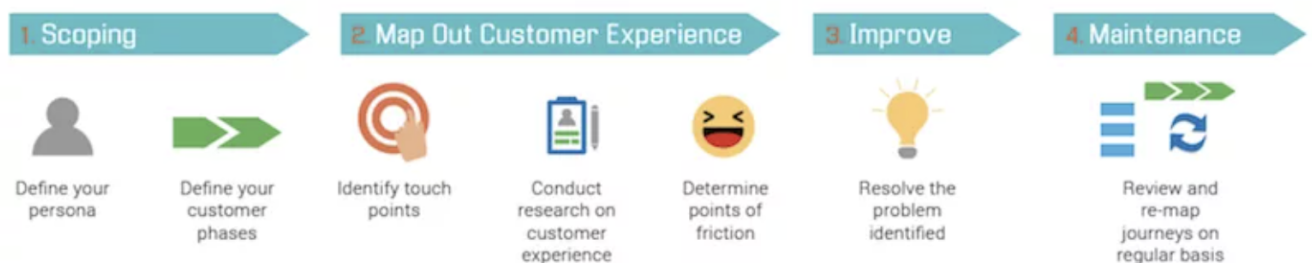 1. Scoping
2. Map Out Customer Experience
3. Improve
4. Maintenance
Define your
persona
Define your
customer
phases
Identify touch
points
Conduct
research on
customer
experience
Determine
points of
friction
Resolve the
problem
identified
Review and
re-map
journeys on
regular basis